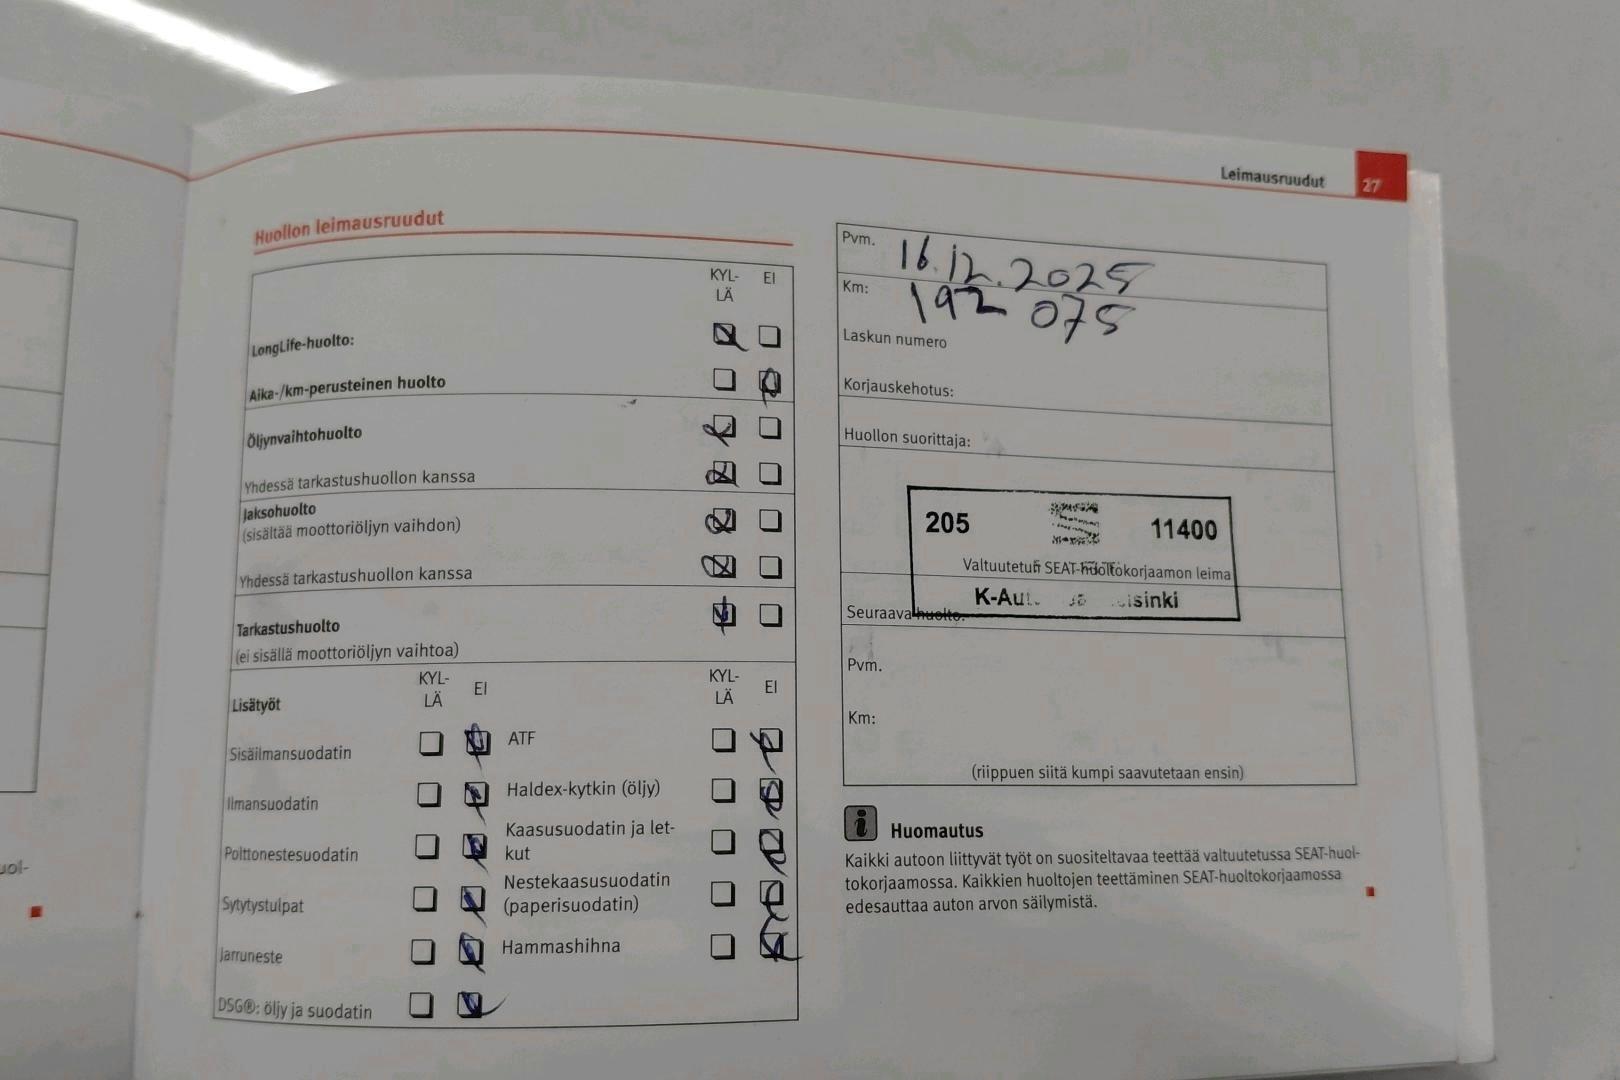 Leimausruudut 27
Huollon leimausruudut
KYL-
LÄ
EI
LongLife-huolto:
Aika-/km-perusteinen huolto
Öljynvaihtohuolto
Yhdessä tarkastushuollon kanssa
Jaksohuolto
(sisältää moottoriöljyn vaihdon)
Yhdessä tarkastushuollon kanssa
Tarkastushuolto
(ei sisällä moottoriöljyn vaihtoa)
Lisätyöt
KYL-
LÄ
EI
KYL-
LÄ
EI
Sisäilmansuodatin
ATF
Ilmansuodatin
Haldex-kytkin (öljy)
Polttonestesuodatin
Kaasusuodatin ja let-
kut
Sytytystulpat
Nestekaasusuodatin
(paperisuodatin)
Jarruneste
Hammashihna
DSG®: öljy ja suodatin
Pvm. 16.12.2025
Km: 192 075
Laskun numero
Korjauskehotus:
Huollon suorittaja:
205 11400
Valtuutetun SEAT-huoltokorjaamon leima
Seuraava huolto:
Pvm.
Km:
(riippuen siitä kumpi saavutetaan ensin)
Huomautus
Kaikki autoon liittyvät työt on suositeltavaa teettää valtuutetussa SEAT-huol-
tokorjaamossa. Kaikkien huoltojen teettäminen SEAT-huoltokorjaamossa
edesauttaa auton arvon säilymistä.
uol-